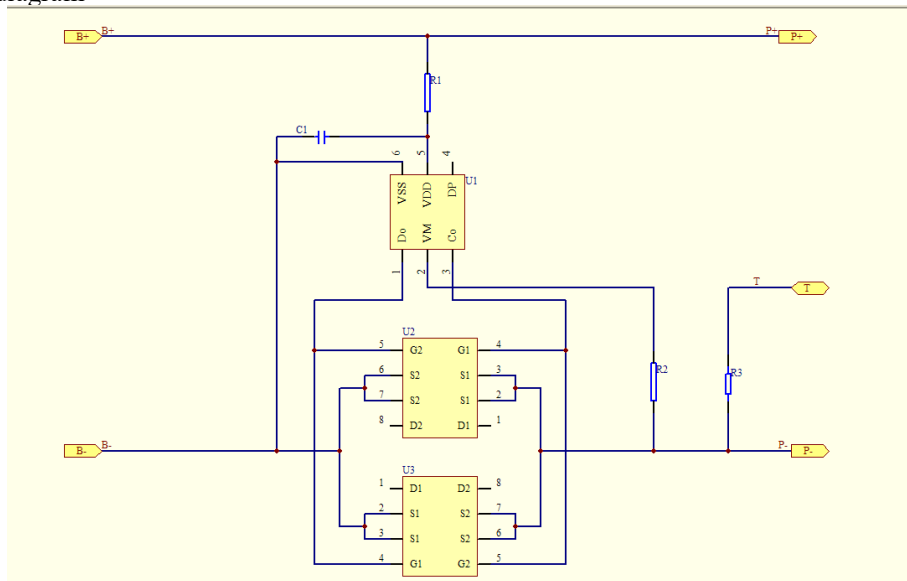 B+ B+ P+ P+
R1
C1
6 5 4
U1
VSS VDD DP
Do VM Co
1 2 3
T T
U2
5 G2 G1 4
6 S2 S1 3
R2 R3
7 S2 S1 2
8 D2 D1 1
B- B- P- P-
U3
1 D1 D2 8
2 S1 S2 7
3 S1 S2 6
4 G1 G2 5